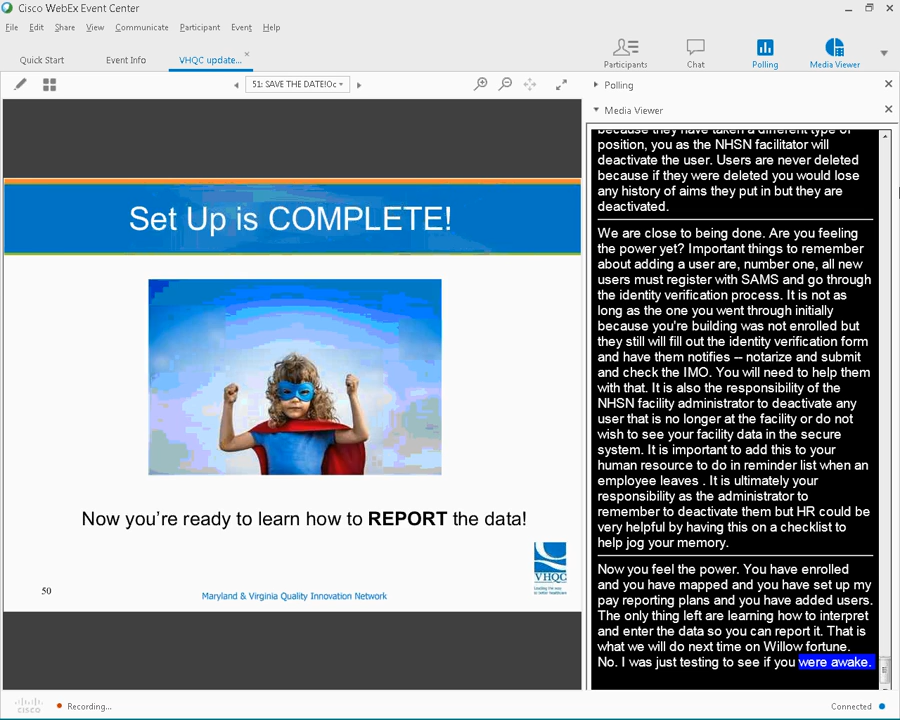 Cisco WebEx Event Center
File Edit Share View Communicate Participant Event Help
Quick Start Event Info VHQC update...
Participants Chat Polling Media Viewer
51: SAVE THE DATE!Oc
Polling
Media Viewer
Set Up is COMPLETE!
Now you're ready to learn how to REPORT the data!
VHQC
50
Maryland & Virginia Quality Innovation Network
because they have taken a different type of
position, you as the NHSN facilitator will
deactivate the user. Users are never deleted
because if they were deleted you would lose
any history of aims they put in but they are
deactivated.
We are close to being done. Are you feeling
the power yet? Important things to remember
about adding a user are, number one, all new
users must register with SAMS and go through
the identity verification process. It is not as
long as the one you went through initially
because you're building was not enrolled but
they still will fill out the identity verification form
and have them notifies -- notarize and submit
and check the IMO. You will need to help them
with that. It is also the responsibility of the
NHSN facility administrator to deactivate any
user that is no longer at the facility or do not
wish to see your facility data in the secure
system. It is important to add this to your
human resource to do in reminder list when an
employee leaves . It is ultimately your
responsibility as the administrator to
remember to deactivate them but HR could be
very helpful by having this on a checklist to
help jog your memory.
Now you feel the power. You have enrolled
and you have mapped and you have set up my
pay reporting plans and you have added users.
The only thing left are learning how to interpret
and enter the data so you can report it. That is
what we will do next time on Willow fortune.
No. I was just testing to see if you were awake.
cisco
Recording...
Connected